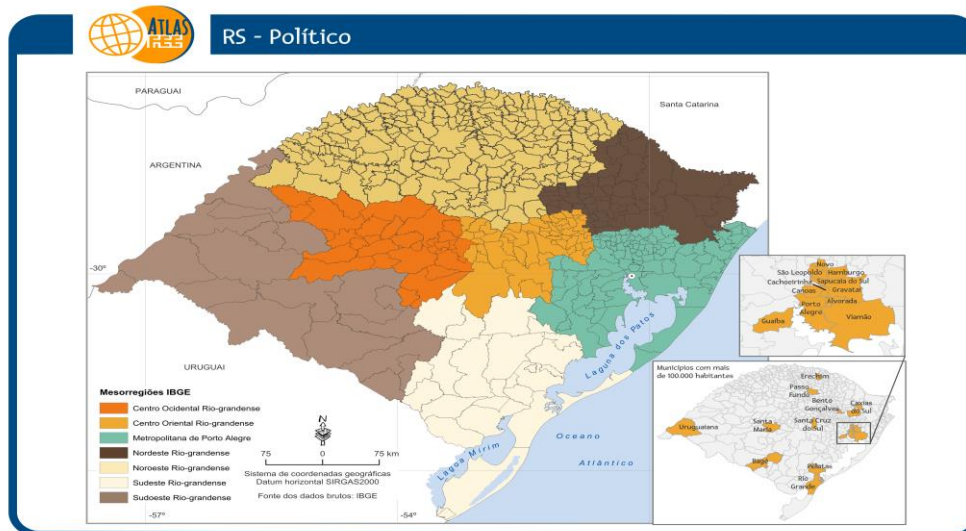 ATLAS
FASS
RS - Político
PARAGUAI
Santa Catarina
ARGENTINA
-30º
URUGUAI
Laguna dos Patos
Lagoa Mirim
Oceano
Atlântico
Mesorregiões IBGE
Centro Ocidental Rio-grandense
Centro Oriental Rio-grandense
Metropolitana de Porto Alegre
Nordeste Rio-grandense
Noroeste Rio-grandense
Sudeste Rio-grandense
Sudoeste Rio-grandense
N
75 0 75 km
Sistema de coordenadas geográficas
Datum horizontal SIRGAS2000
Fonte dos dados brutos: IBGE
-57º
-54º
Novo
São Leopoldo Hamburgo
Cachoeirinha Sapucaia do Sul
Canoas Gravataí
Porto Alvorada
Alegre
Viamão
Guaíba
Municípios com mais
de 100.000 habitantes
Erechim
Passo
Fundo
Bento
Gonçalves
Caxias
do Sul
Uruguaiana
Santa
Maria
Santa Cruz
do Sul
Bagé
Pelotas
Rio
Grande